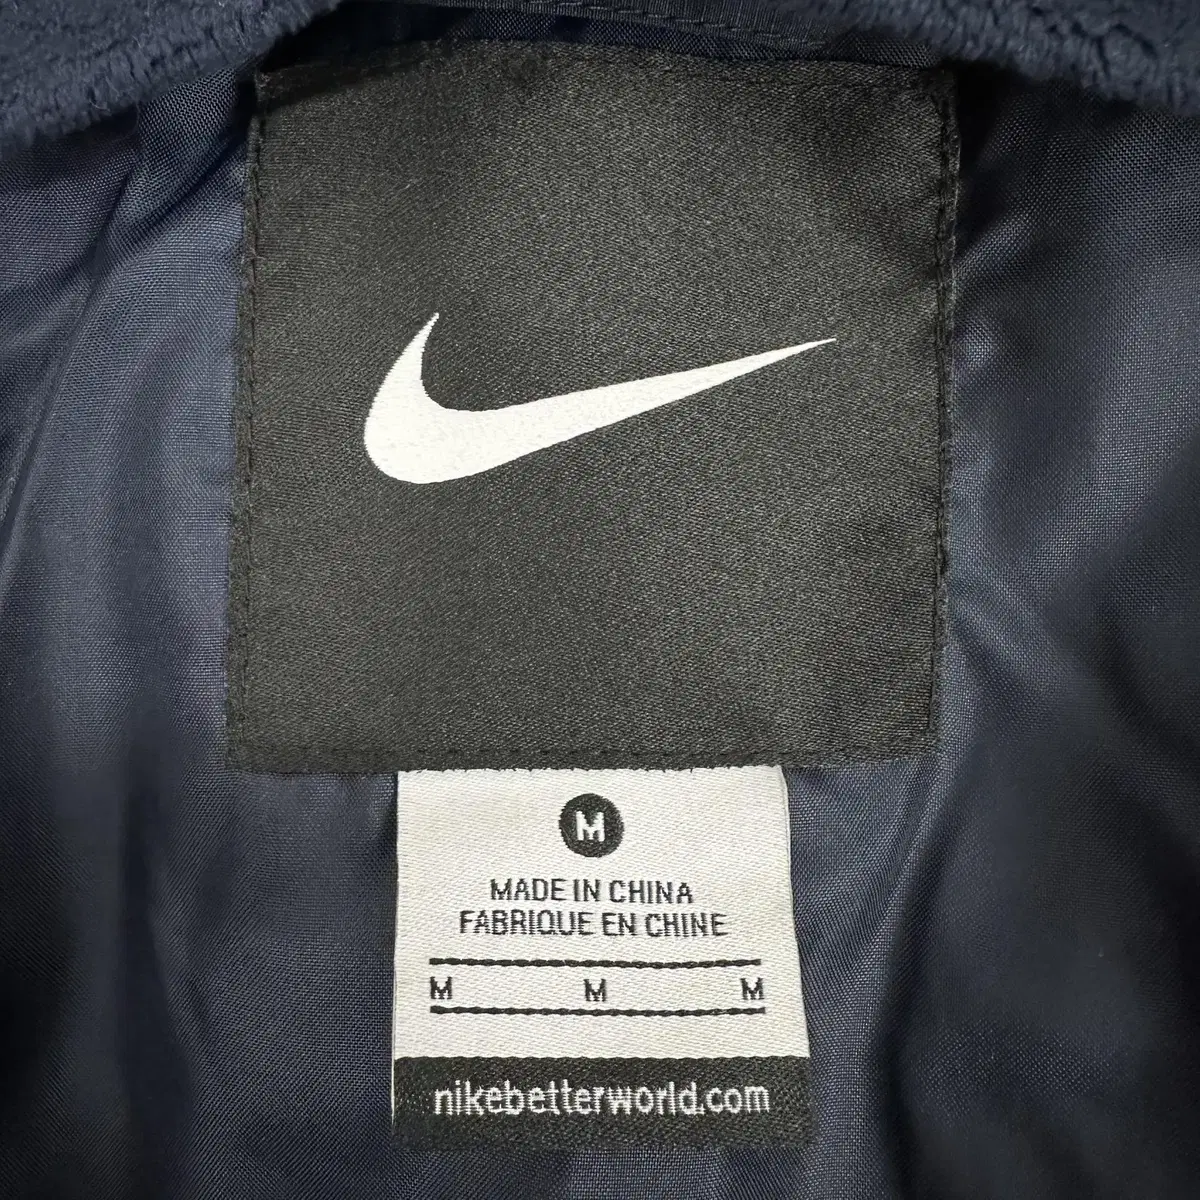 M
MADE IN CHINA
FABRIQUE EN CHINE
M M M
nikebetterworld.com